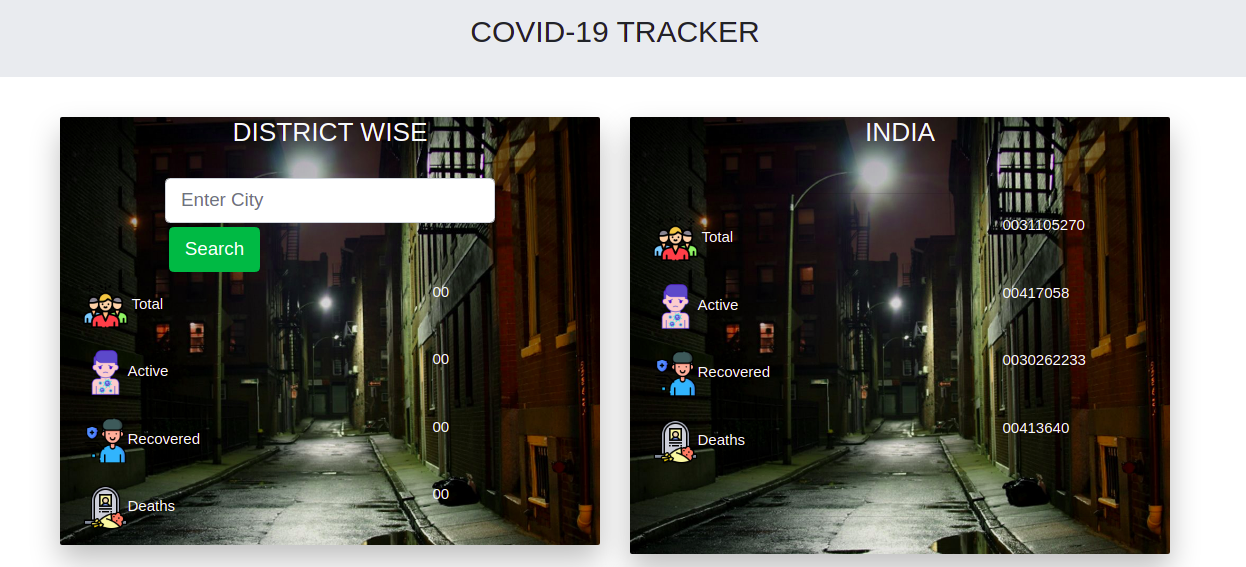 COVID-19 TRACKER
DISTRICT WISE
Enter City
Search
Total 00
Active 00
Recovered 00
Deaths 00
INDIA
Total 0031105270
Active 00417058
Recovered 0030262233
Deaths 00413640